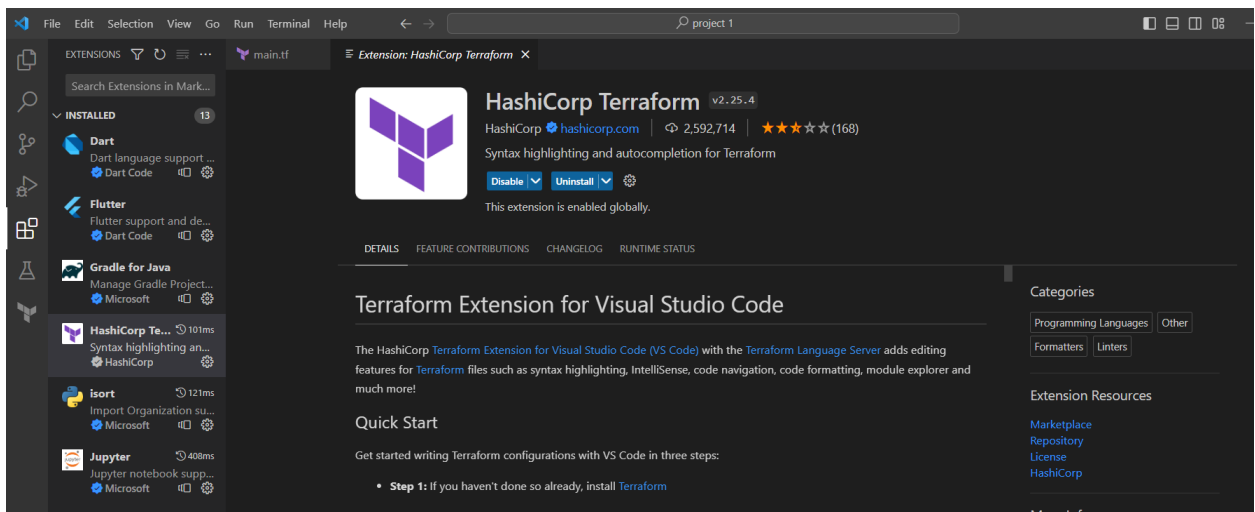 File Edit Selection View Go Run Terminal Help
project 1
EXTENSIONS
Search Extensions in Mark...
INSTALLED 13
Dart
Dart language support ...
Dart Code
Flutter
Flutter support and de...
Dart Code
Gradle for Java
Manage Gradle Project...
Microsoft
HashiCorp Te... 101ms
Syntax highlighting an...
HashiCorp
isort 121ms
Import Organization su...
Microsoft
Jupyter 408ms
Jupyter notebook supp...
Microsoft
main.tf
Extension: HashiCorp Terraform
HashiCorp Terraform v2.25.4
HashiCorp hashicorp.com 2,592,714 (168)
Syntax highlighting and autocompletion for Terraform
Disable Uninstall
This extension is enabled globally.
DETAILS FEATURE CONTRIBUTIONS CHANGELOG RUNTIME STATUS
Terraform Extension for Visual Studio Code
The HashiCorp Terraform Extension for Visual Studio Code (VS Code) with the Terraform Language Server adds editing
features for Terraform files such as syntax highlighting, IntelliSense, code navigation, code formatting, module explorer and
much more!
Quick Start
Get started writing Terraform configurations with VS Code in three steps:
• Step 1: If you haven't done so already, install Terraform
Categories
Programming Languages Other
Formatters Linters
Extension Resources
Marketplace
Repository
License
HashiCorp